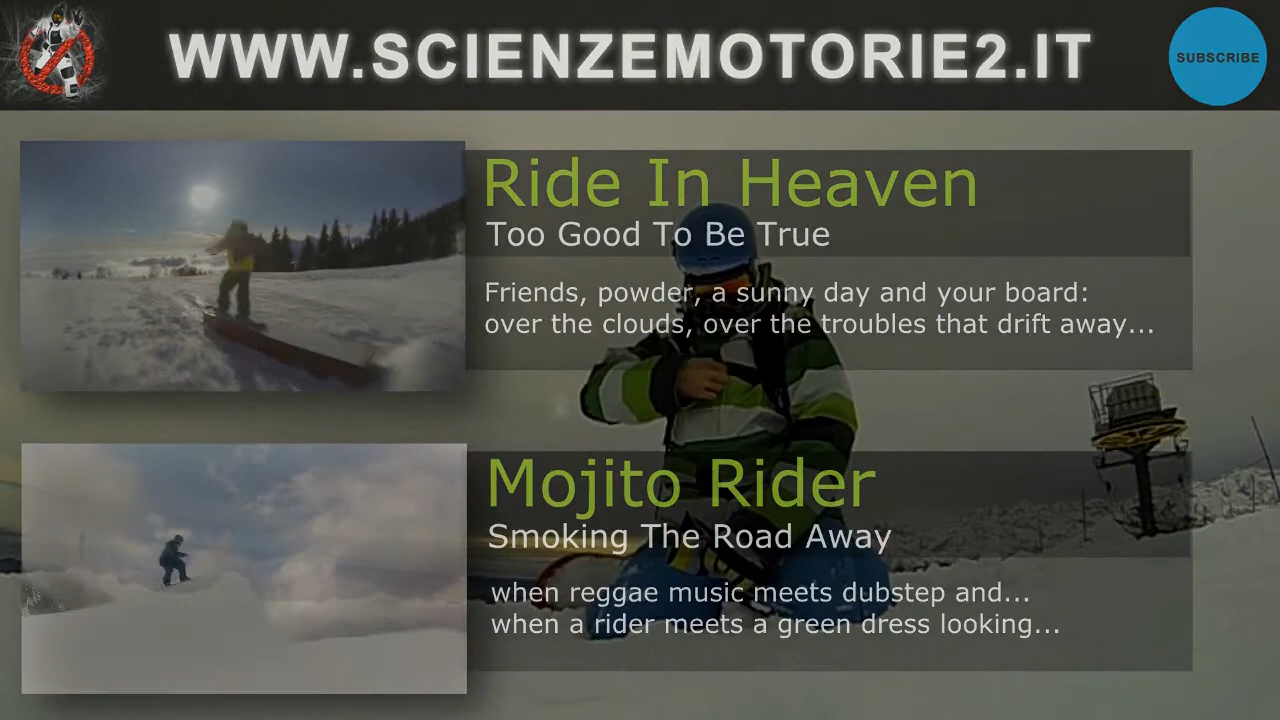 WWW.SCIENZEMOTORIE2.IT
SUBSCRIBE
Ride In Heaven
Too Good To Be True
Friends, powder, a sunny day and your board:
over the clouds, over the troubles that drift away...
Mojito Rider
Smoking The Road Away
when reggae music meets dubstep and...
when a rider meets a green dress looking...